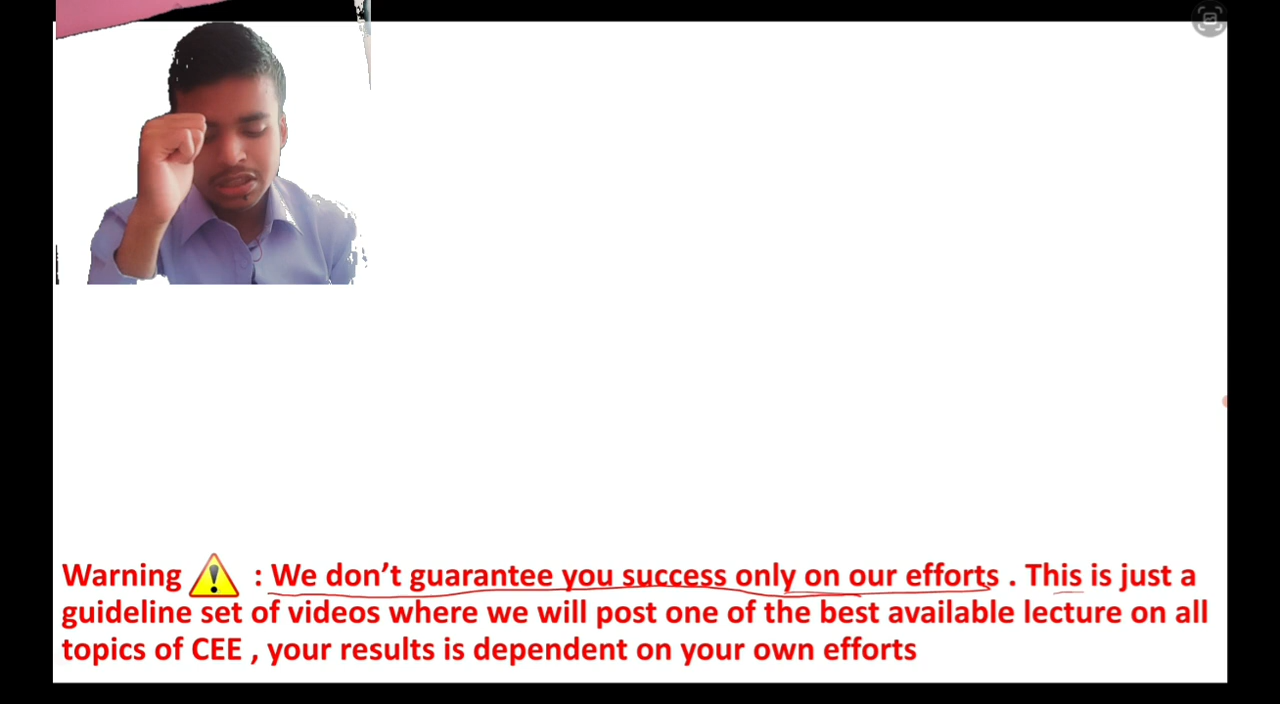 Warning ⚠ : We don’t guarantee you success only on our efforts . This is just a
guideline set of videos where we will post one of the best available lecture on all
topics of CEE , your results is dependent on your own efforts